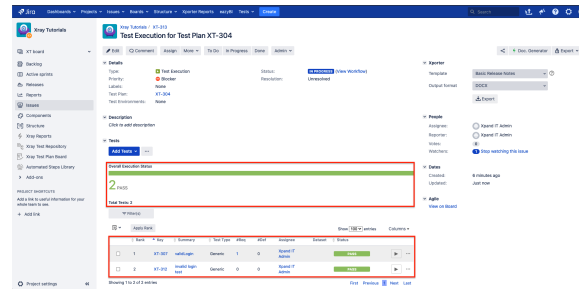 Jira Dashboards Projects Issues Boards Structure Xporter Reports eazyBI Tests Create Search
Xray Tutorials
Xray Tutorials / XT-313
Test Execution for Test Plan XT-304
Edit Comment Assign More To Do In Progress Done Admin Doc. Generator Export
XT board
Backlog
Active sprints
Releases
Reports
Issues
Components
Structure
Xray Reports
Xray Test Repository
Xray Test Plan Board
Automated Steps Library
Add-ons
PROJECT SHORTCUTS
Add a link to useful information for your whole team to see.
+ Add link
Project settings
Details
Type: Test Execution Status: IN PROGRESS (View Workflow)
Priority: Blocker Resolution: Unresolved
Labels: None
Test Plan: XT-304
Test Environments: None
Description
Click to add description
Tests
Add Tests
Overall Execution Status
2 PASS
Total Tests: 2
Filter(s)
Apply Rank Show 100 entries Columns
Rank Key Summary Test Type #Req #Def Assignee Dataset Status
1 XT-307 validLogin Generic 1 0 Xpand IT Admin PASS
2 XT-312 Invalid login test Generic 0 0 Xpand IT Admin PASS
Showing 1 to 2 of 2 entries First Previous 1 Next Last
Xporter
Template Basic Release Notes
Output format DOCX
Export
People
Assignee: Xpand IT Admin
Reporter: Xpand IT Admin
Votes: 0
Watchers: 1 Stop watching this issue
Dates
Created: 6 minutes ago
Updated: Just now
Agile
View on Board